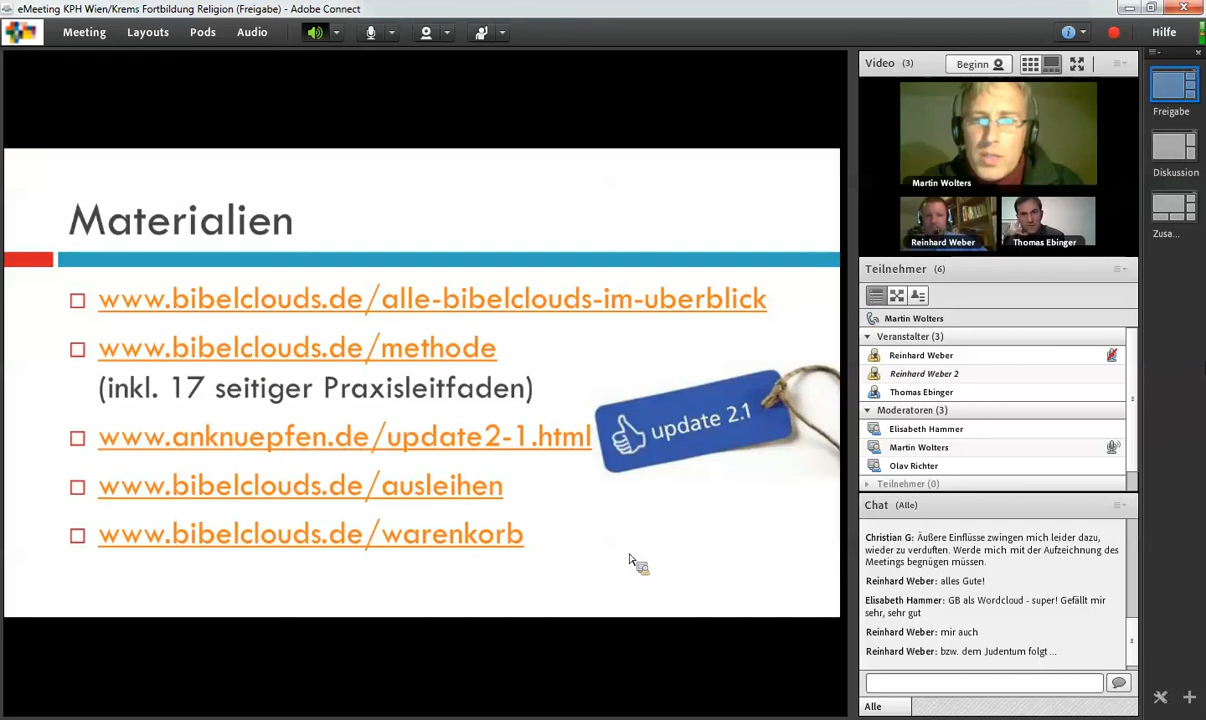 eMeeting KPH Wien/Krems Fortbildung Religion (Freigabe) - Adobe Connect
Meeting Layouts Pods Audio Hilfe
Materialien
www.bibelclouds.de/alle-bibelclouds-im-uberblick
www.bibelclouds.de/methode
(inkl. 17 seitiger Praxisleitfaden)
www.anknuepfen.de/update2-1.html
www.bibelclouds.de/ausleihen
www.bibelclouds.de/warenkorb
update 2.1
Video (3) Beginn
Martin Wolters
Reinhard Weber Thomas Ebinger
Teilnehmer (6)
Martin Wolters
Veranstalter (3)
Reinhard Weber
Reinhard Weber 2
Thomas Ebinger
Moderatoren (3)
Elisabeth Hammer
Martin Wolters
Olav Richter
Teilnehmer (0)
Chat (Alle)
Christian G: Äußere Einflüsse zwingen mich leider dazu,
wieder zu verduften. Werde mich mit der Aufzeichnung des
Meetings begnügen müssen.
Reinhard Weber: alles Gute!
Elisabeth Hammer: GB als Wordcloud - super! Gefällt mir
sehr, sehr gut
Reinhard Weber: mir auch
Reinhard Weber: bzw. dem Judentum folgt ...
Alle
Freigabe
Diskussion
Zusa...